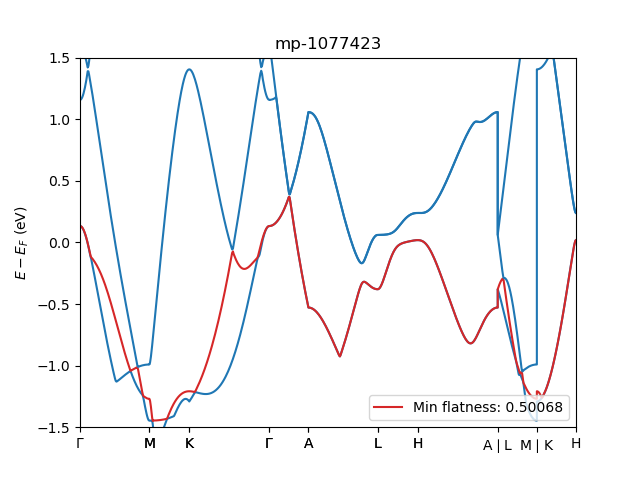 mp-1077423
1.5
1.0
0.5
0.0
−0.5
−1.0
−1.5
E − E_F (eV)
Min flatness: 0.50068
Γ M K Γ A L H A | L M | K H